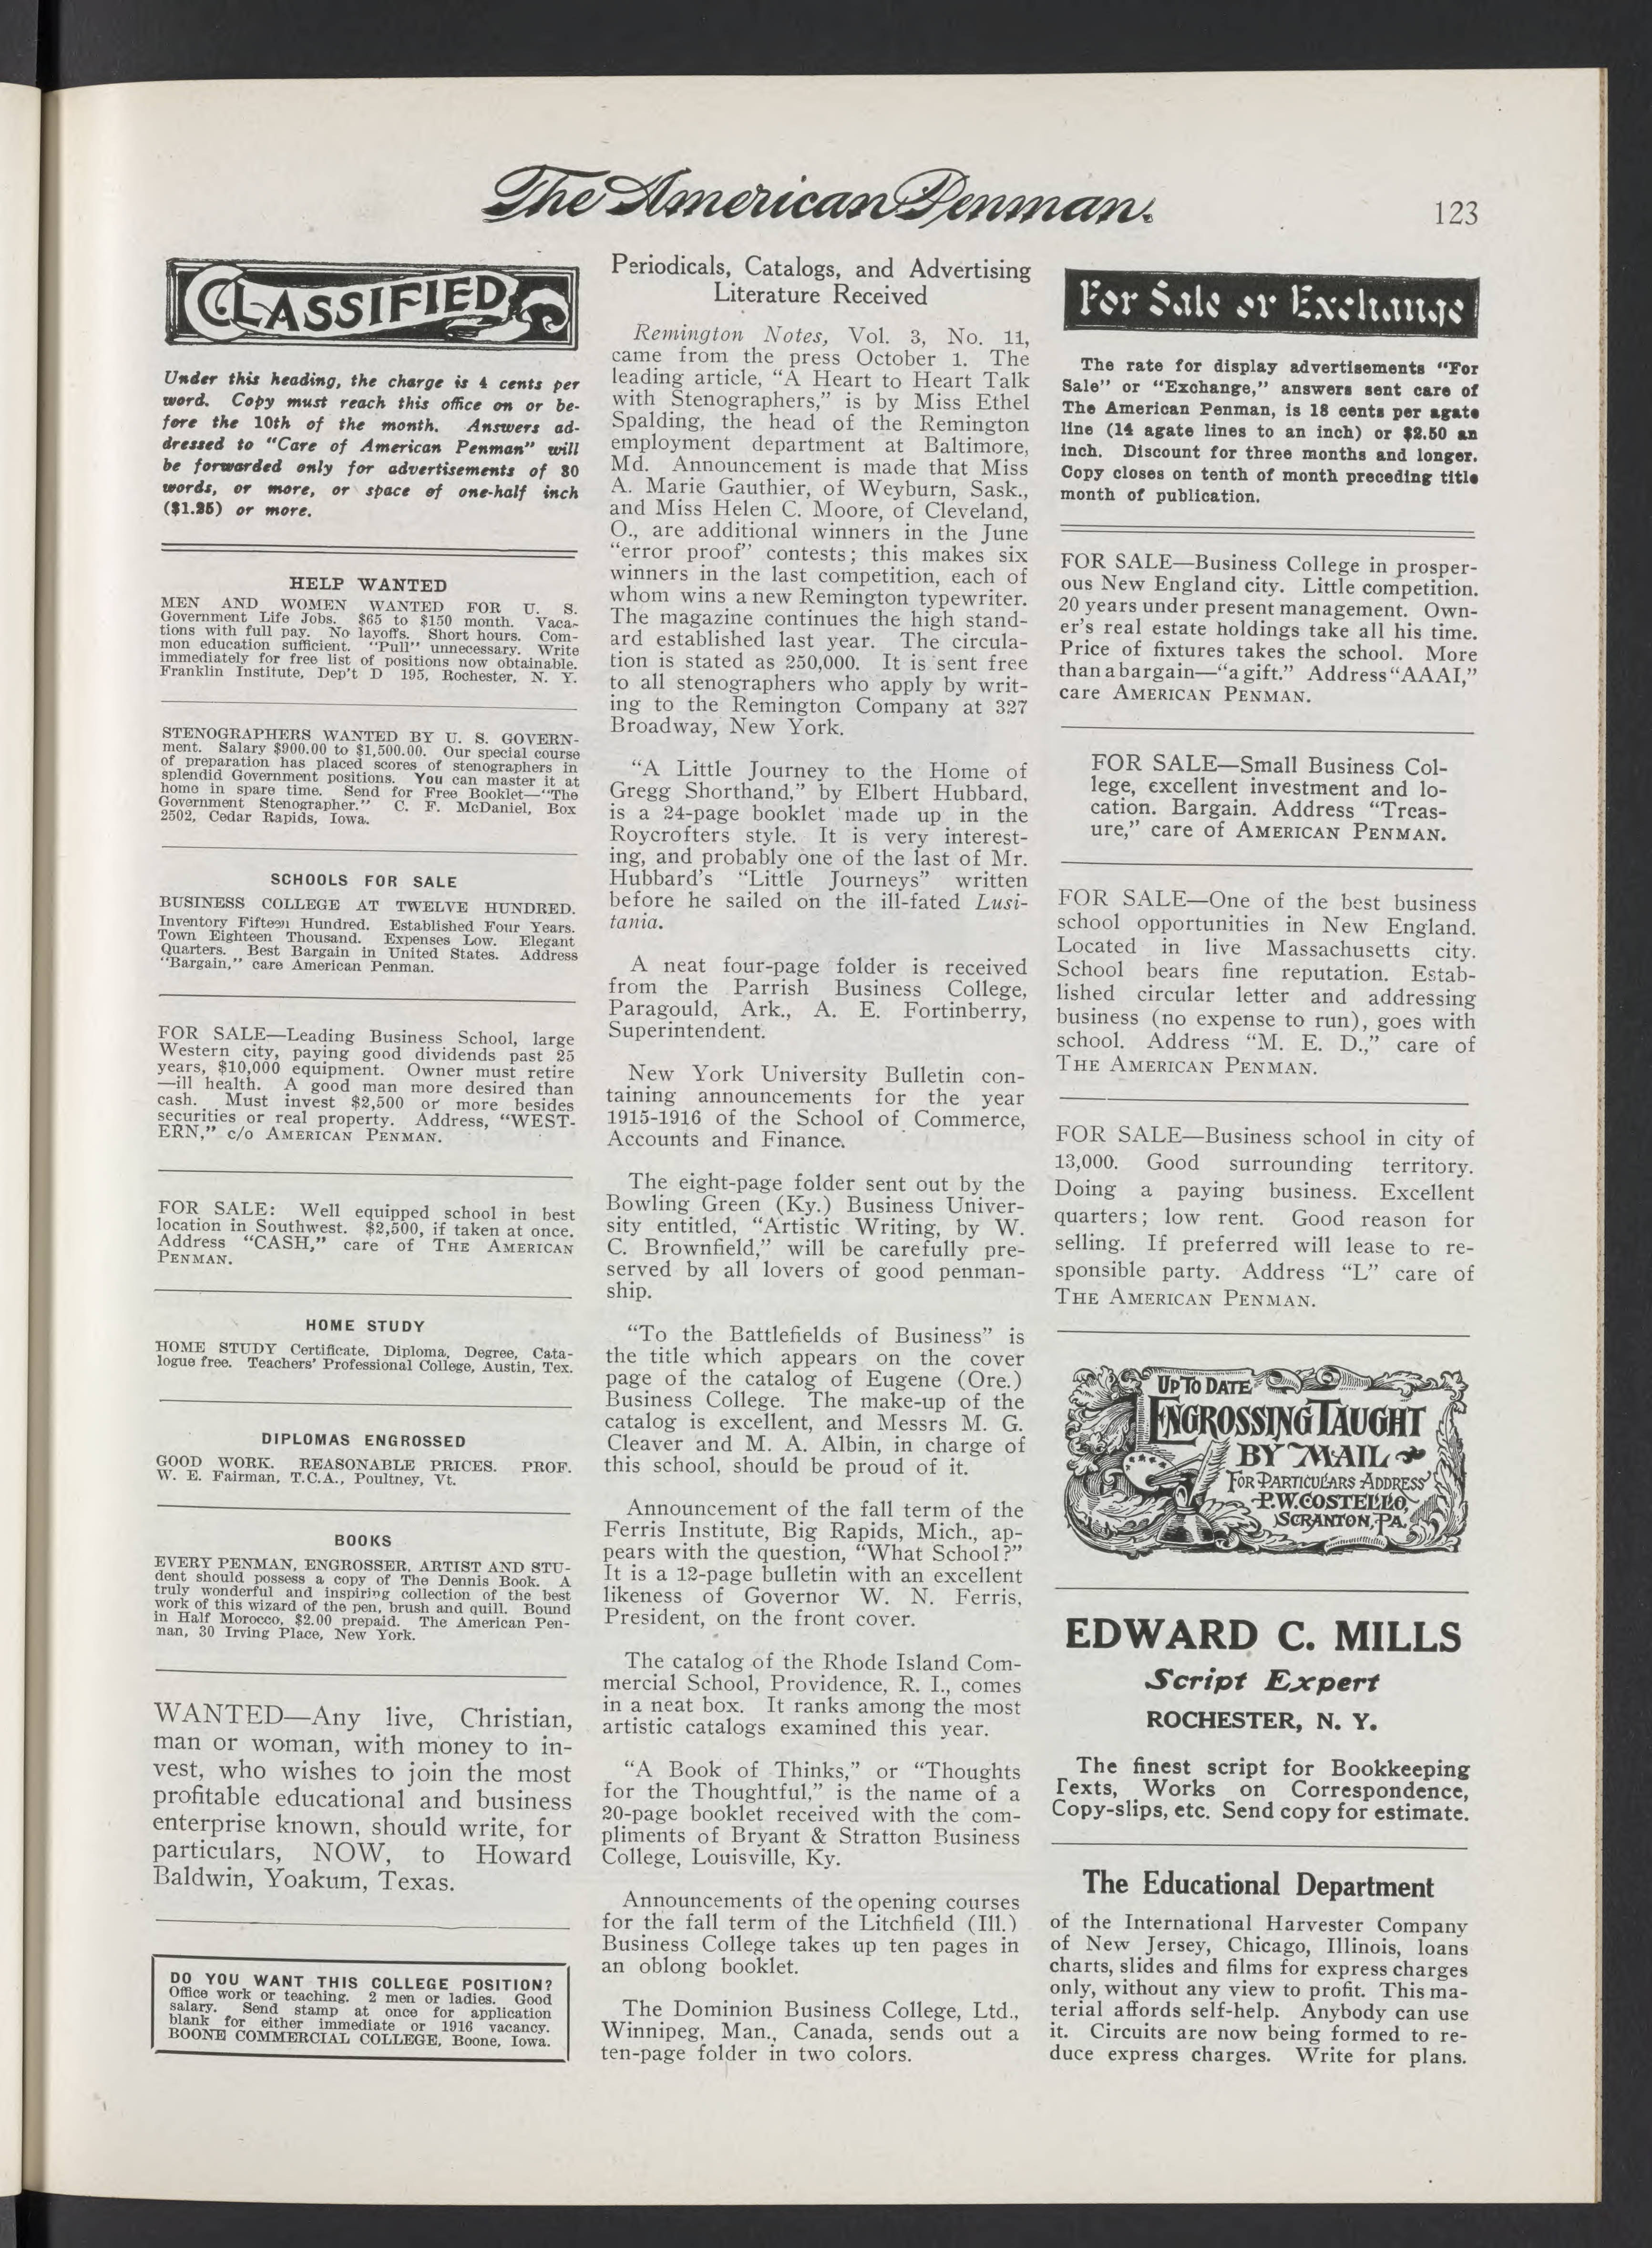 The American Penman.
123
CLASSIFIED
Under this heading, the charge is 4 cents per
word. Copy must reach this office on or be-
fore the 10th of the month. Answers ad-
dressed to "Care of American Penman" will
be forwarded only for advertisements of 30
words, or more, or space of one-half inch
($1.25) or more.
HELP WANTED
MEN AND WOMEN WANTED FOR U. S.
Government Life Jobs. $65 to $150 month. Vaca-
tions with full pay. No layoffs. Short hours. Com-
mon education sufficient. "Pull" unnecessary. Write
immediately for free list of positions now obtainable.
Franklin Institute, Dep't D 195, Rochester, N. Y.
STENOGRAPHERS WANTED BY U. S. GOVERN-
ment. Salary $900.00 to $1,500.00. Our special course
of preparation has placed scores of stenographers in
splendid Government positions. You can master it at
home in spare time. Send for Free Booklet—"The
Government Stenographer." C. F. McDaniel, Box
2502, Cedar Rapids, Iowa.
SCHOOLS FOR SALE
BUSINESS COLLEGE AT TWELVE HUNDRED.
Inventory Fifteen Hundred. Established Four Years.
Town Eighteen Thousand. Expenses Low. Elegant
Quarters. Best Bargain in United States. Address
"Bargain," care American Penman.
FOR SALE—Leading Business School, large
Western city, paying good dividends past 25
years, $10,000 equipment. Owner must retire
—ill health. A good man more desired than
cash. Must invest $2,500 or more besides
securities or real property. Address, "WEST-
ERN," c/o AMERICAN PENMAN.
FOR SALE: Well equipped school in best
location in Southwest. $2,500, if taken at once.
Address "CASH," care of THE AMERICAN
PENMAN.
HOME STUDY
HOME STUDY Certificate, Diploma, Degree, Cata-
logue free. Teachers' Professional College, Austin, Tex.
DIPLOMAS ENGROSSED
GOOD WORK. REASONABLE PRICES. PROF.
W. E. Fairman, T.C.A., Poultney, Vt.
BOOKS
EVERY PENMAN, ENGROSSER, ARTIST AND STU-
dent should possess a copy of The Dennis Book. A
truly wonderful and inspiring collection of the best
work of this wizard of the pen, brush and quill. Bound
in Half Morocco, $2.00 prepaid. The American Pen-
man, 30 Irving Place, New York.
WANTED—Any live, Christian,
man or woman, with money to in-
vest, who wishes to join the most
profitable educational and business
enterprise known, should write, for
particulars, NOW, to Howard
Baldwin, Yoakum, Texas.
DO YOU WANT THIS COLLEGE POSITION?
Office work or teaching. 2 men or ladies. Good
salary. Send stamp at once for application
blank for either immediate or 1916 vacancy.
BOONE COMMERCIAL COLLEGE, Boone, Iowa.
Periodicals, Catalogs, and Advertising
Literature Received
Remington Notes, Vol. 3, No. 11,
came from the press October 1. The
leading article, "A Heart to Heart Talk
with Stenographers," is by Miss Ethel
Spalding, the head of the Remington
employment department at Baltimore,
Md. Announcement is made that Miss
A. Marie Gauthier, of Weyburn, Sask.,
and Miss Helen C. Moore, of Cleveland,
O., are additional winners in the June
"error proof" contests; this makes six
winners in the last competition, each of
whom wins a new Remington typewriter.
The magazine continues the high stand-
ard established last year. The circula-
tion is stated as 250,000. It is sent free
to all stenographers who apply by writ-
ing to the Remington Company at 327
Broadway, New York.
"A Little Journey to the Home of
Gregg Shorthand," by Elbert Hubbard,
is a 24-page booklet made up in the
Roycrofters style. It is very interest-
ing, and probably one of the last of Mr.
Hubbard's "Little Journeys" written
before he sailed on the ill-fated Lusi-
tania.
A neat four-page folder is received
from the Parrish Business College,
Paragould, Ark., A. E. Fortinberry,
Superintendent.
New York University Bulletin con-
taining announcements for the year
1915-1916 of the School of Commerce,
Accounts and Finance.
The eight-page folder sent out by the
Bowling Green (Ky.) Business Univer-
sity entitled, "Artistic Writing, by W.
C. Brownfield," will be carefully pre-
served by all lovers of good penman-
ship.
"To the Battlefields of Business" is
the title which appears on the cover
page of the catalog of Eugene (Ore.)
Business College. The make-up of the
catalog is excellent, and Messrs M. G.
Cleaver and M. A. Albin, in charge of
this school, should be proud of it.
Announcement of the fall term of the
Ferris Institute, Big Rapids, Mich., ap-
pears with the question, "What School?"
It is a 12-page bulletin with an excellent
likeness of Governor W. N. Ferris,
President, on the front cover.
The catalog of the Rhode Island Com-
mercial School, Providence, R. I., comes
in a neat box. It ranks among the most
artistic catalogs examined this year.
"A Book of Thinks," or "Thoughts
for the Thoughtful," is the name of a
20-page booklet received with the com-
pliments of Bryant & Stratton Business
College, Louisville, Ky.
Announcements of the opening courses
for the fall term of the Litchfield (Ill.)
Business College takes up ten pages in
an oblong booklet.
The Dominion Business College, Ltd.,
Winnipeg, Man., Canada, sends out a
ten-page folder in two colors.
For Sale or Exchange
The rate for display advertisements "For
Sale" or "Exchange," answers sent care of
The American Penman, is 18 cents per agate
line (14 agate lines to an inch) or $2.50 an
inch. Discount for three months and longer.
Copy closes on tenth of month preceding title
month of publication.
FOR SALE—Business College in prosper-
ous New England city. Little competition.
20 years under present management. Own-
er's real estate holdings take all his time.
Price of fixtures takes the school. More
than a bargain—"a gift." Address "AAAI,"
care AMERICAN PENMAN.
FOR SALE—Small Business Col-
lege, excellent investment and lo-
cation. Bargain. Address "Treas-
ure," care of AMERICAN PENMAN.
FOR SALE—One of the best business
school opportunities in New England.
Located in live Massachusetts city.
School bears fine reputation. Estab-
lished circular letter and addressing
business (no expense to run), goes with
school. Address "M. E. D.," care of
THE AMERICAN PENMAN.
FOR SALE—Business school in city of
13,000. Good surrounding territory.
Doing a paying business. Excellent
quarters; low rent. Good reason for
selling. If preferred will lease to re-
sponsible party. Address "L" care of
THE AMERICAN PENMAN.
UP TO DATE
ENGROSSING TAUGHT
BY MAIL
FOR PARTICULARS ADDRESS
P.W. COSTELLO,
SCRANTON, PA.
EDWARD C. MILLS
Script Expert
ROCHESTER, N. Y.
The finest script for Bookkeeping
Texts, Works on Correspondence,
Copy-slips, etc. Send copy for estimate.
The Educational Department
of the International Harvester Company
of New Jersey, Chicago, Illinois, loans
charts, slides and films for express charges
only, without any view to profit. This ma-
terial affords self-help. Anybody can use
it. Circuits are now being formed to re-
duce express charges. Write for plans.